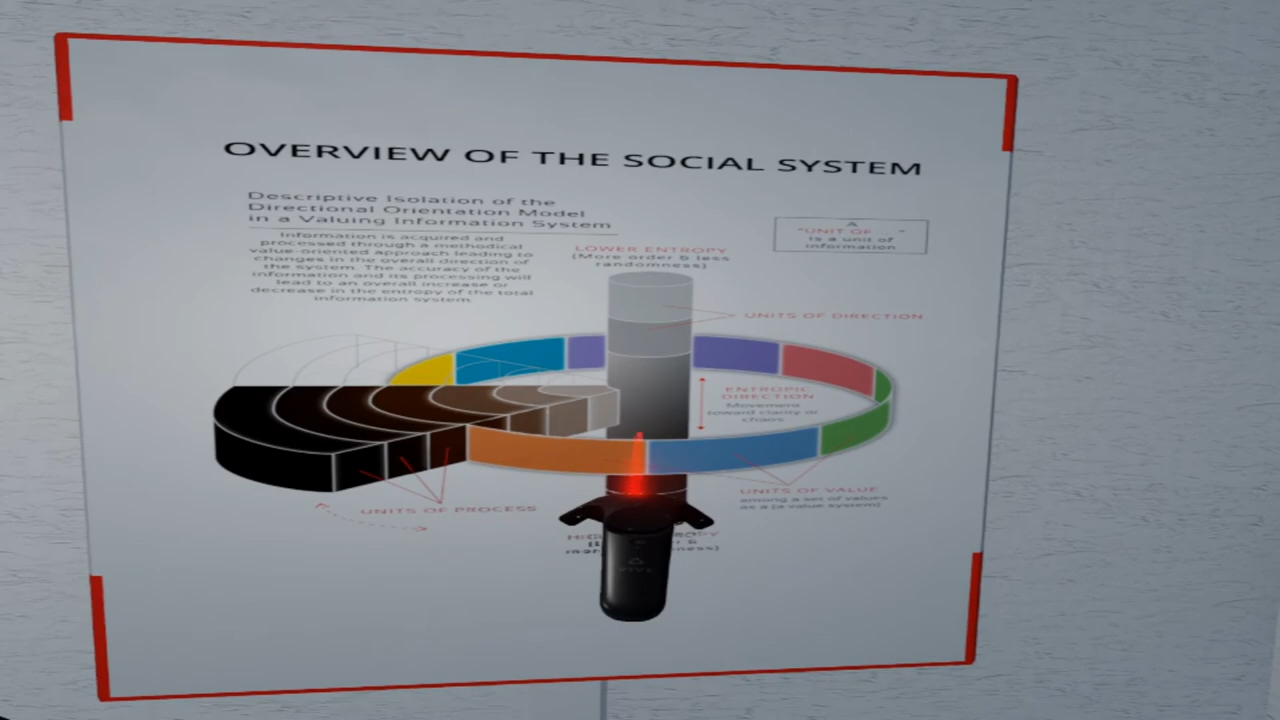 OVERVIEW OF THE SOCIAL SYSTEM
Descriptive Isolation of the
Directional Orientation Model
in a Valuing Information System
Information is acquired and
processed through a methodical
value-oriented approach leading to
changes in the overall direction of
the system. The accuracy of the
information and its processing will
lead to an overall increase or
decrease in the entropy of the total
information system.
LOWER ENTROPY
(More order & less
randomness)
A
"UNIT OF ... "
is a unit of
information
UNITS OF DIRECTION
ENTROPIC
DIRECTION
Movement
toward clarity or
chaos
UNITS OF PROCESS
UNITS OF VALUE
among a set of values
as a (a value system)
VIVE